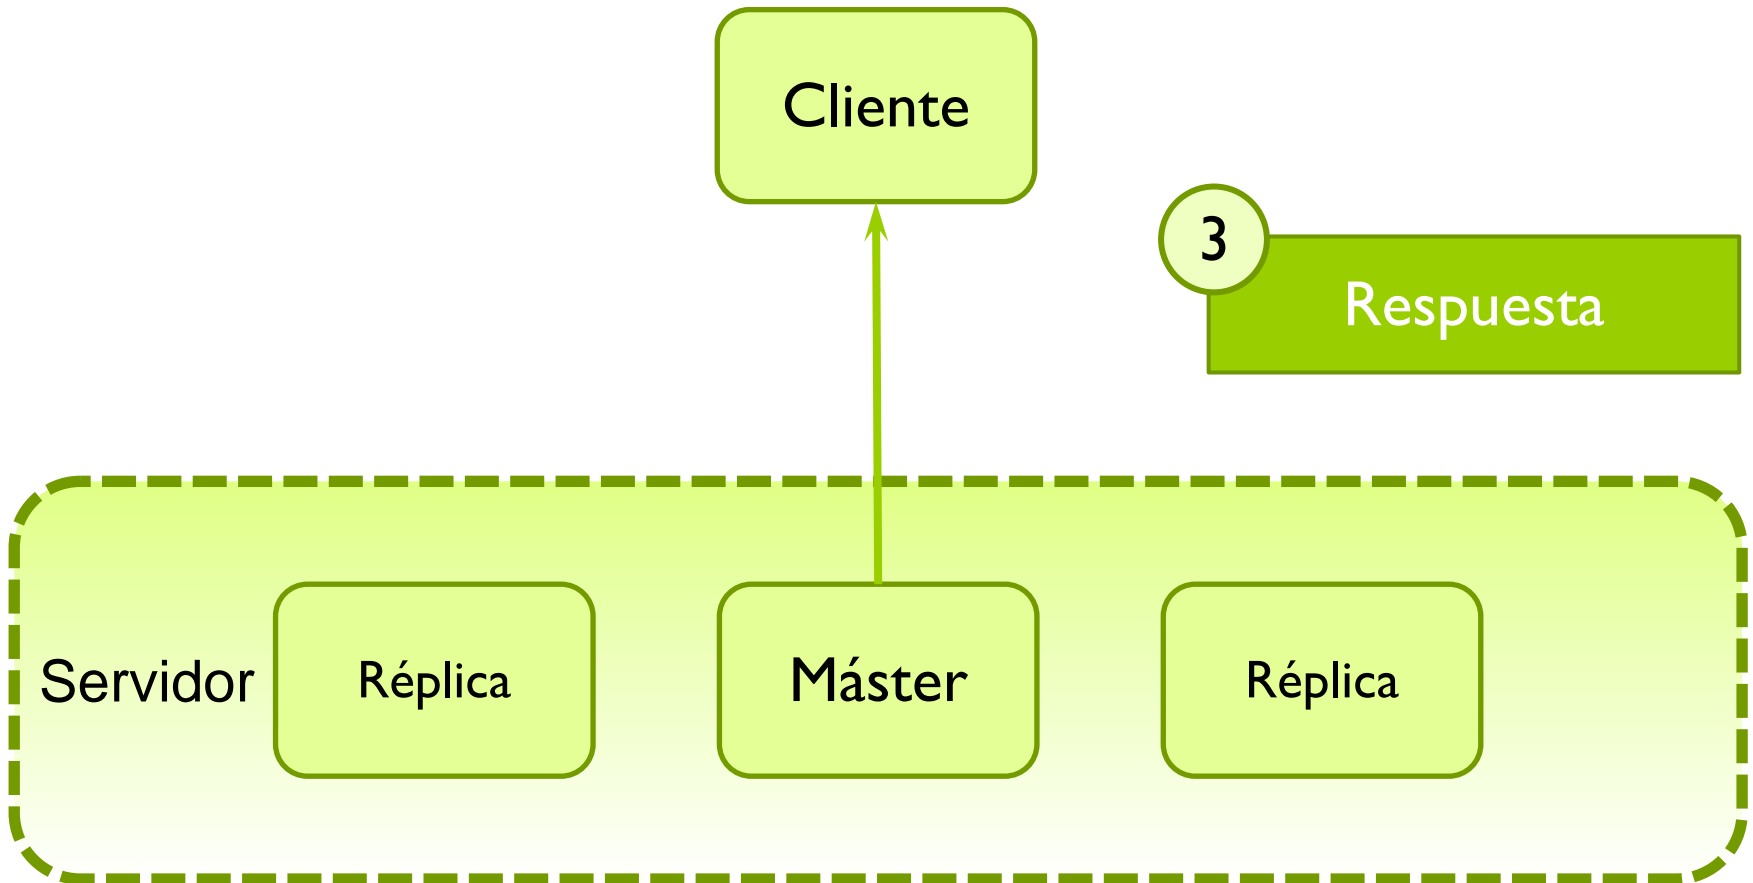 Cliente
3
Respuesta
Servidor
Réplica
Máster
Réplica